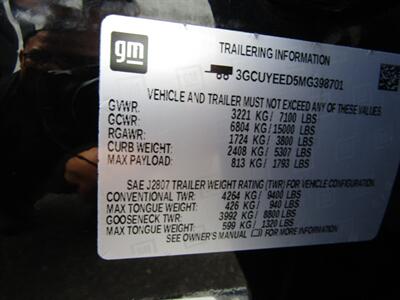 gm
TRAILERING INFORMATION
3GCUYEED5MG398701
VEHICLE AND TRAILER MUST NOT EXCEED ANY OF THESE VALUES.
GVWR: 3221 KG / 7100 LBS
GCWR: 6804 KG / 15000 LBS
RGAWR: 1724 KG / 3800 LBS
CURB WEIGHT: 2408 KG / 5307 LBS
MAX PAYLOAD: 813 KG / 1793 LBS
SAE J2807 TRAILER WEIGHT RATING (TWR) FOR VEHICLE CONFIGURATION.
CONVENTIONAL TWR: 4264 KG / 9400 LBS
MAX TONGUE WEIGHT: 426 KG / 940 LBS
GOOSENECK TWR: 3992 KG / 8800 LBS
MAX TONGUE WEIGHT: 599 KG / 1320 LBS
SEE OWNER'S MANUAL FOR MORE INFORMATION.